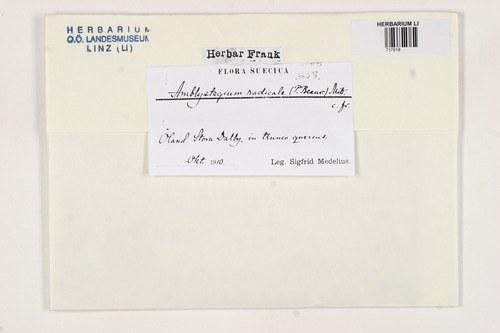 HERBARIUM
O.Ö. LANDESMUSEUM
LINZ (LI)
HERBARIUM LI
Herbar Frank
FLORA SUECICA
Amblystegium radicale (P. Beauv.) Mitt.
c. fr.
Öland. Stora Dalby, in trunco querens.
Okt. 1910.
Leg. Sigfrid Medelius.